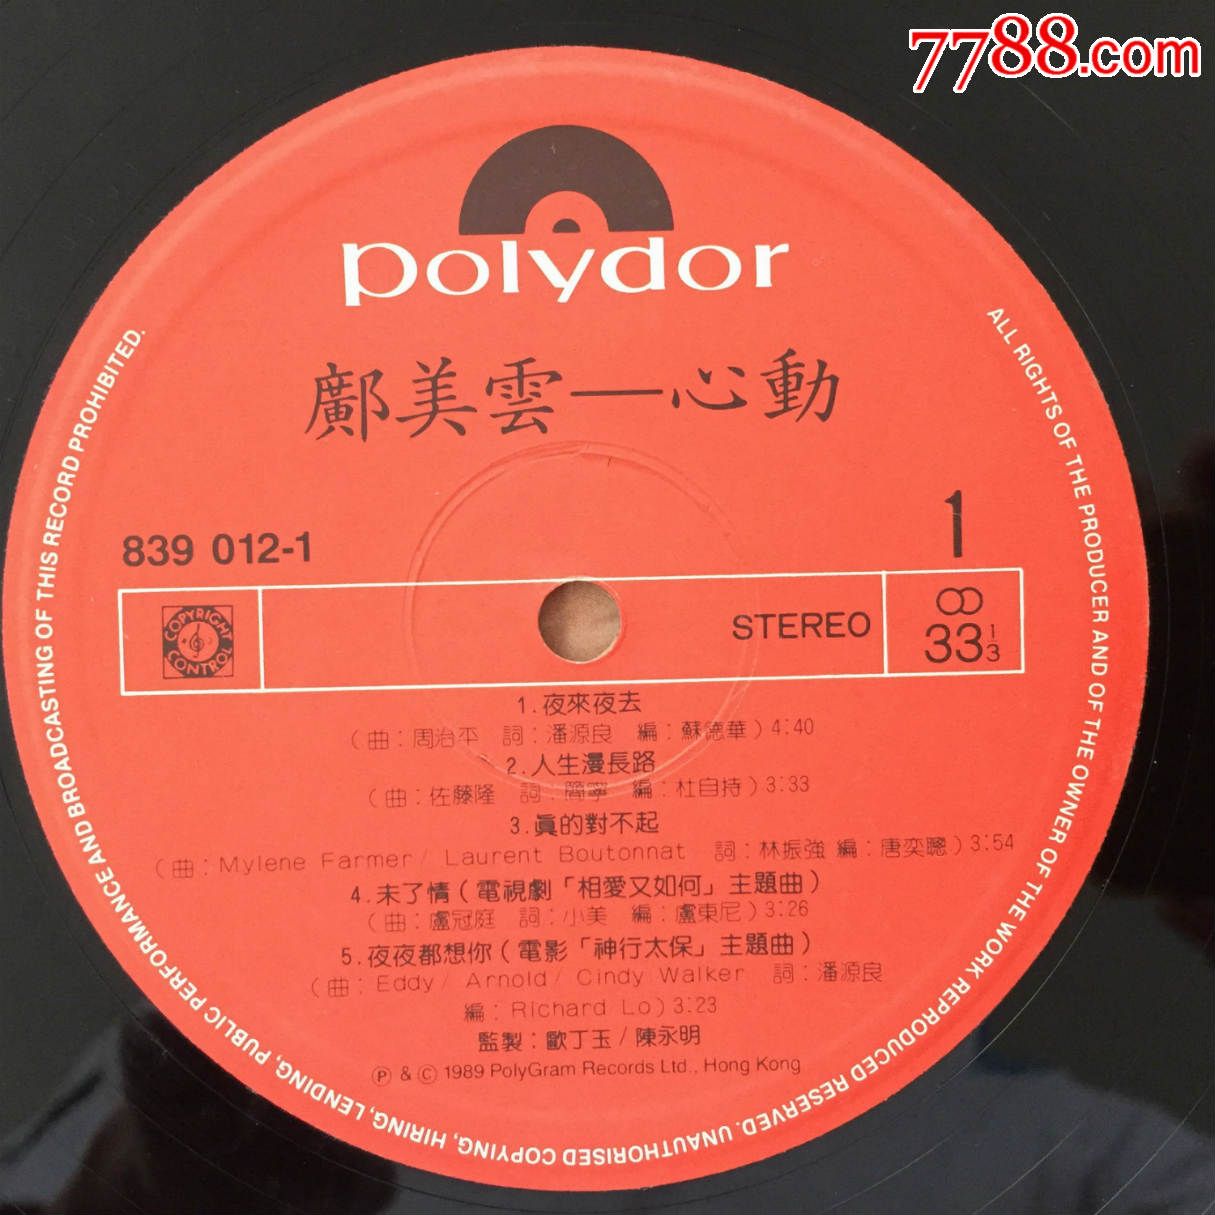 7788.com
polydor
鄺美雲—心動
839 012-1
1
COPYRIGHT CONTROL
STEREO
33 1/3
1.夜來夜去
(曲:周治平 詞:潘源良 編:蘇德華)4:40
2.人生漫長路
(曲:佐藤隆 詞:簡寧 編:杜自持)3:33
3.眞的對不起
(曲:Mylene Farmer/ Laurent Boutonnat 詞:林振強 編:唐奕聰)3:54
4.未了情(電視劇「相愛又如何」主題曲)
(曲:盧冠庭 詞:小美 編:盧東尼)3:26
5.夜夜都想你(電影「神行太保」主題曲)
(曲:Eddy/ Arnold/ Cindy Walker 詞:潘源良
編:Richard Lo)3:23
監製:歐丁玉/陳永明
Ⓟ & © 1989 PolyGram Records Ltd., Hong Kong
ALL RIGHTS OF THE PRODUCER AND OF THE OWNER OF THE WORK REPRODUCED RESERVED. UNAUTHORISED COPYING, HIRING, LENDING, PUBLIC PERFORMANCE AND BROADCASTING OF THIS RECORD PROHIBITED.